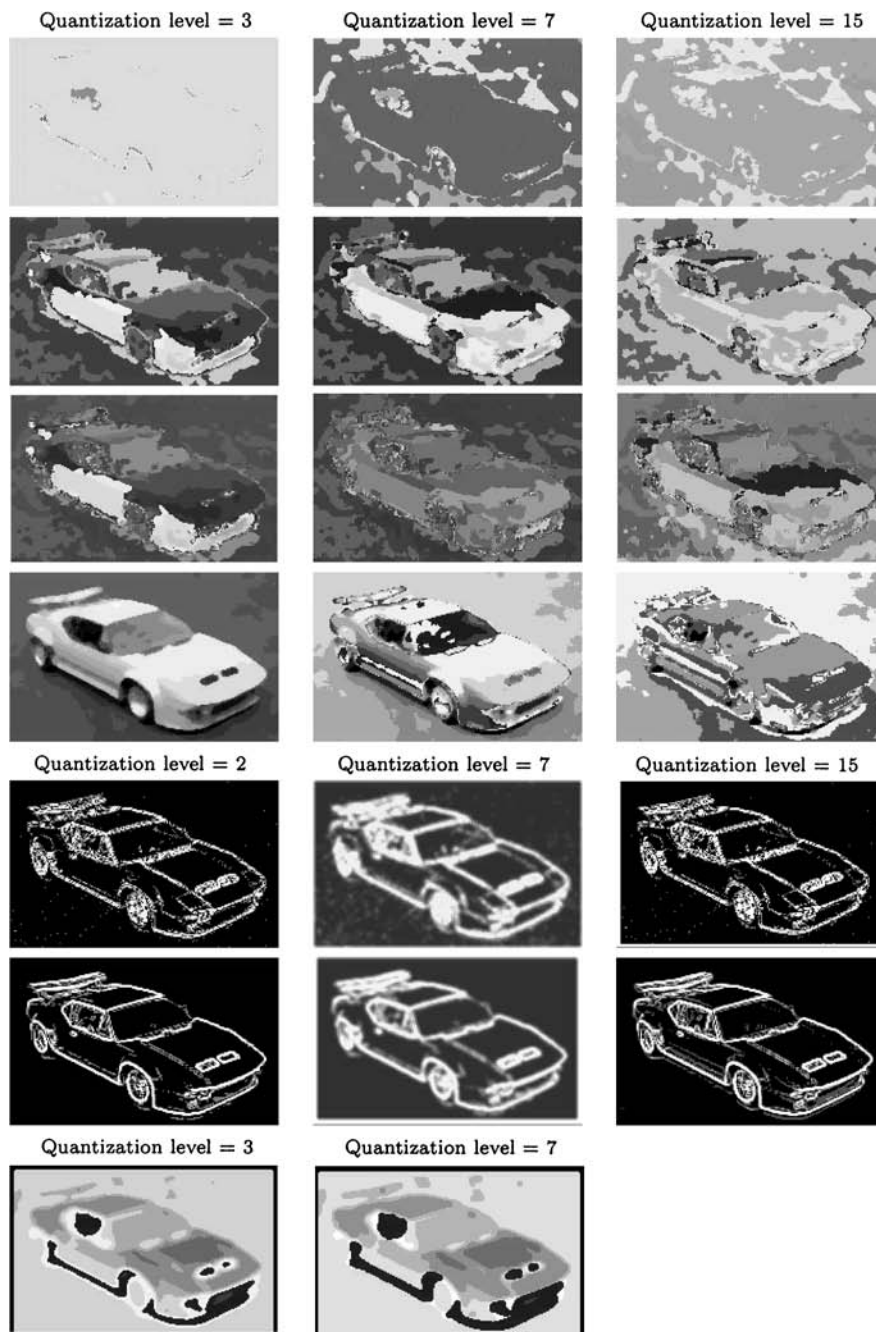 Quantization level = 3 Quantization level = 7 Quantization level = 15
Quantization level = 2 Quantization level = 7 Quantization level = 15
Quantization level = 3 Quantization level = 7